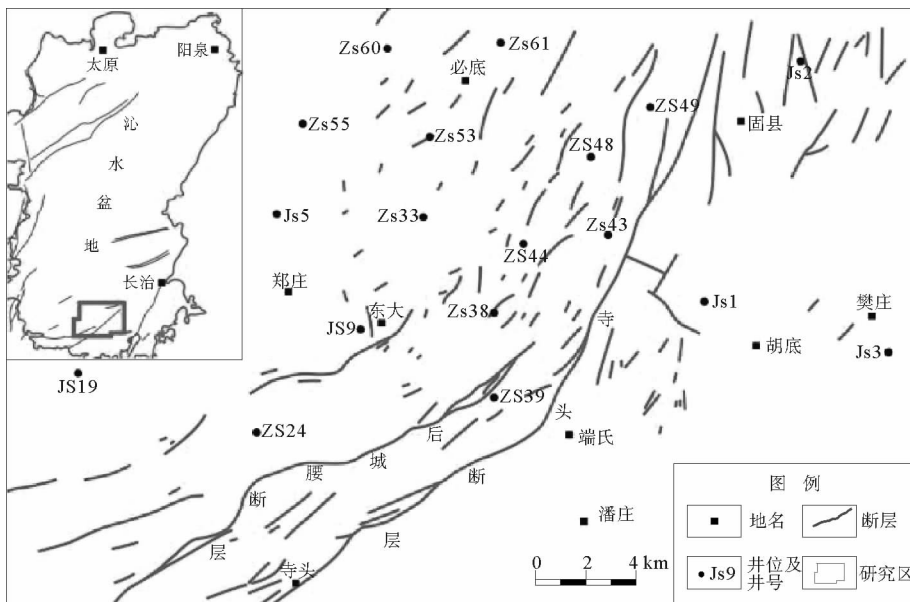 太原
阳泉
沁水盆地
长治
Zs60
Zs61
必底
Js2
Zs55
Zs53
ZS49
固县
ZS48
Js5
Zs33
Zs43
ZS44
郑庄
Js1
东大
Zs38
樊庄
JS9
胡底
Js3
JS19
ZS39
ZS24
端氏
后城腰断层
寺头断层
潘庄
寺头
0 2 4 km
图 例
地名
断层
Js9
井位及井号
研究区